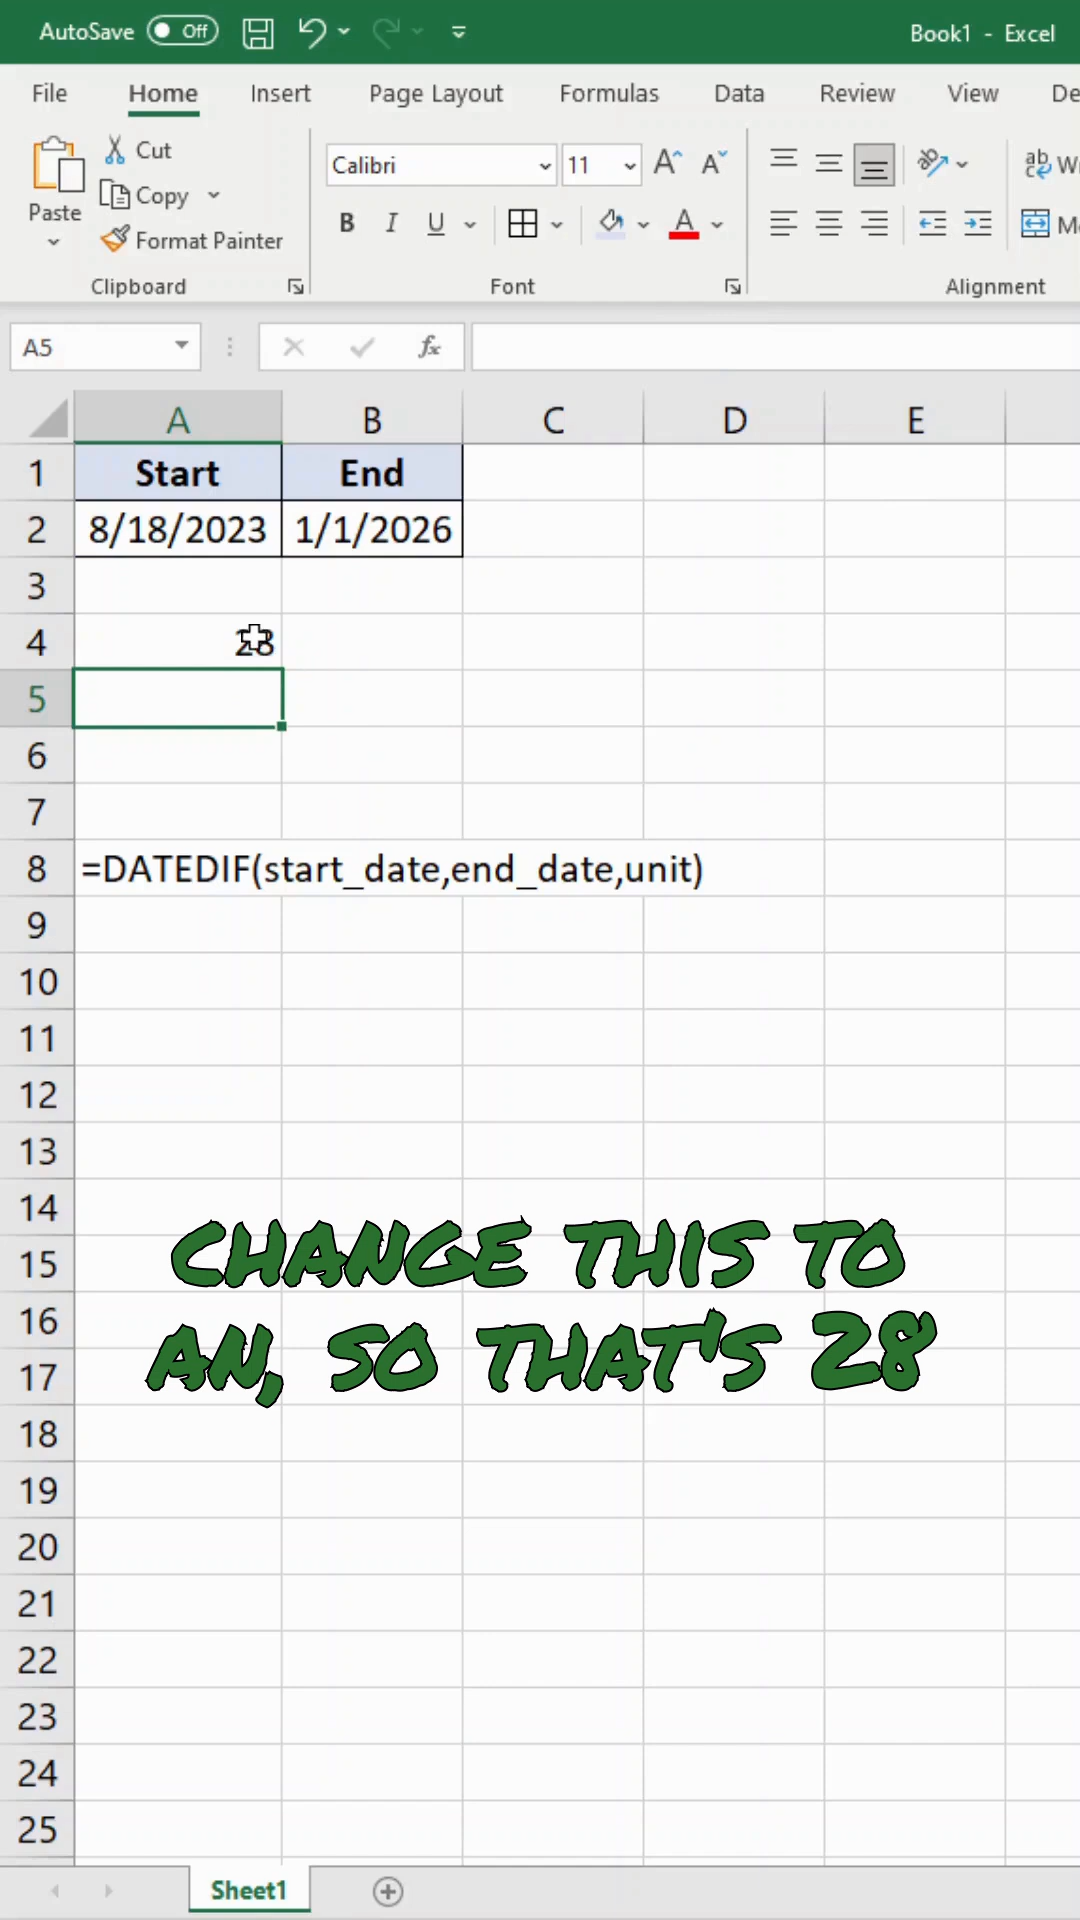 AutoSave Off Book1 - Excel
File Home Insert Page Layout Formulas Data Review View De
Paste
Cut
Copy
Format Painter
Calibri 11
B I U
Clipboard Font Alignment
A5 fx
A B C D E
1 Start End
2 8/18/2023 1/1/2026
3
4 28
5
6
7
8 =DATEDIF(start_date,end_date,unit)
9
10
11
12
13
14
15
16
17
18
19
20
21
22
23
24
25
CHANGE THIS TO
AN, SO THAT'S 28
Sheet1